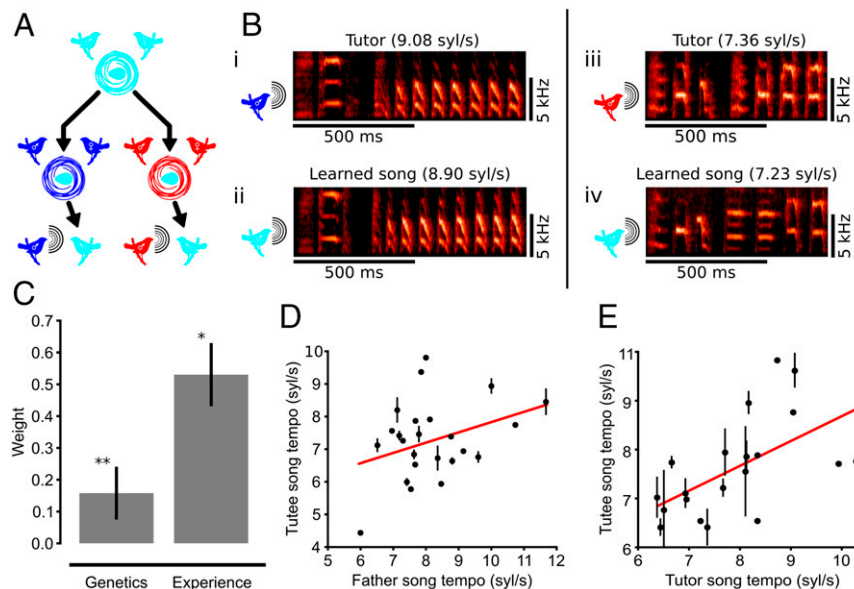 A
B
i
Tutor (9.08 syl/s)
5 kHz
500 ms
ii
Learned song (8.90 syl/s)
5 kHz
500 ms
iii
Tutor (7.36 syl/s)
5 kHz
500 ms
iv
Learned song (7.23 syl/s)
5 kHz
500 ms
C
Weight
0.7
0.6
0.5
0.4
0.3
0.2
0.1
0.0
**
*
Genetics Experience
D
Tutee song tempo (syl/s)
10
9
8
7
6
5
4
5 6 7 8 9 10 11 12
Father song tempo (syl/s)
E
Tutee song tempo (syl/s)
11
9
8
7
6
6 7 8 9 10
Tutor song tempo (syl/s)